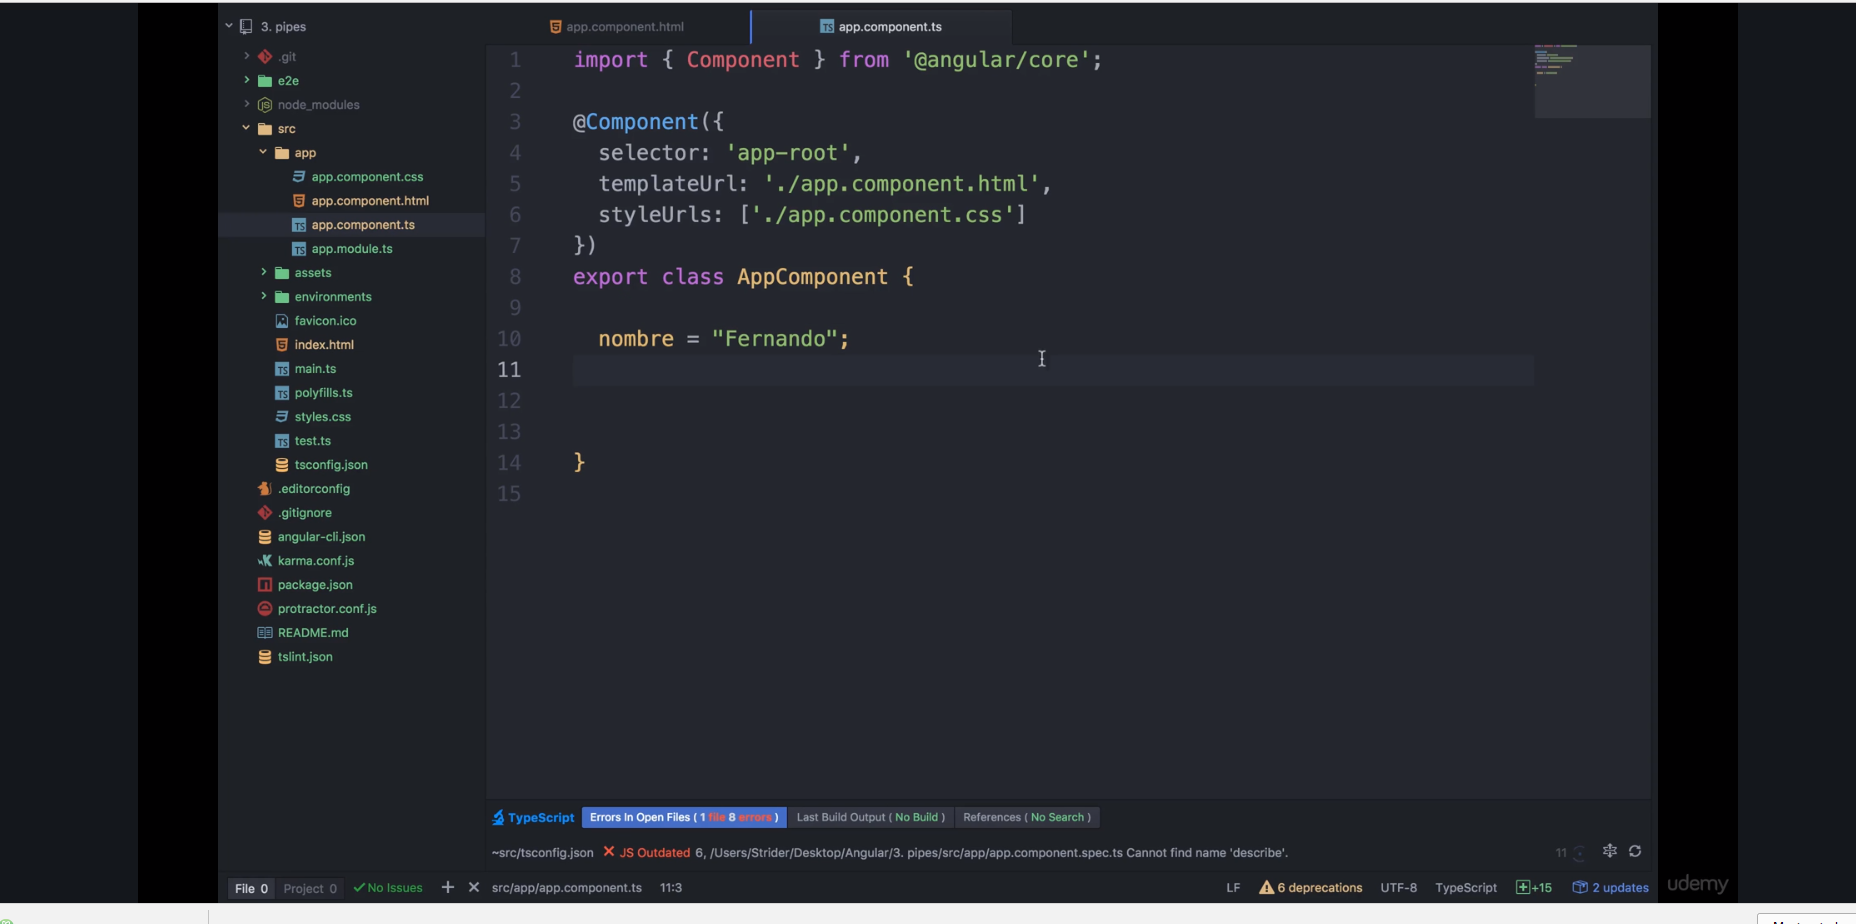 3. pipes
.git
e2e
node_modules
src
app
app.component.css
app.component.html
app.component.ts
app.module.ts
assets
environments
favicon.ico
index.html
main.ts
polyfills.ts
styles.css
test.ts
tsconfig.json
.editorconfig
.gitignore
angular-cli.json
karma.conf.js
package.json
protractor.conf.js
README.md
tslint.json
app.component.html app.component.ts
1 import { Component } from '@angular/core';
2
3 @Component({
4 selector: 'app-root',
5 templateUrl: './app.component.html',
6 styleUrls: ['./app.component.css']
7 })
8 export class AppComponent {
9
10 nombre = "Fernando";
11
12
13
14 }
15
TypeScript Errors In Open Files ( 1 file 8 errors ) Last Build Output ( No Build ) References ( No Search )
~src/tsconfig.json JS Outdated 6, /Users/Strider/Desktop/Angular/3. pipes/src/app/app.component.spec.ts Cannot find name 'describe'. 11
File 0 Project 0 No Issues src/app/app.component.ts 11:3 LF 6 deprecations UTF-8 TypeScript +15 2 updates
udemy